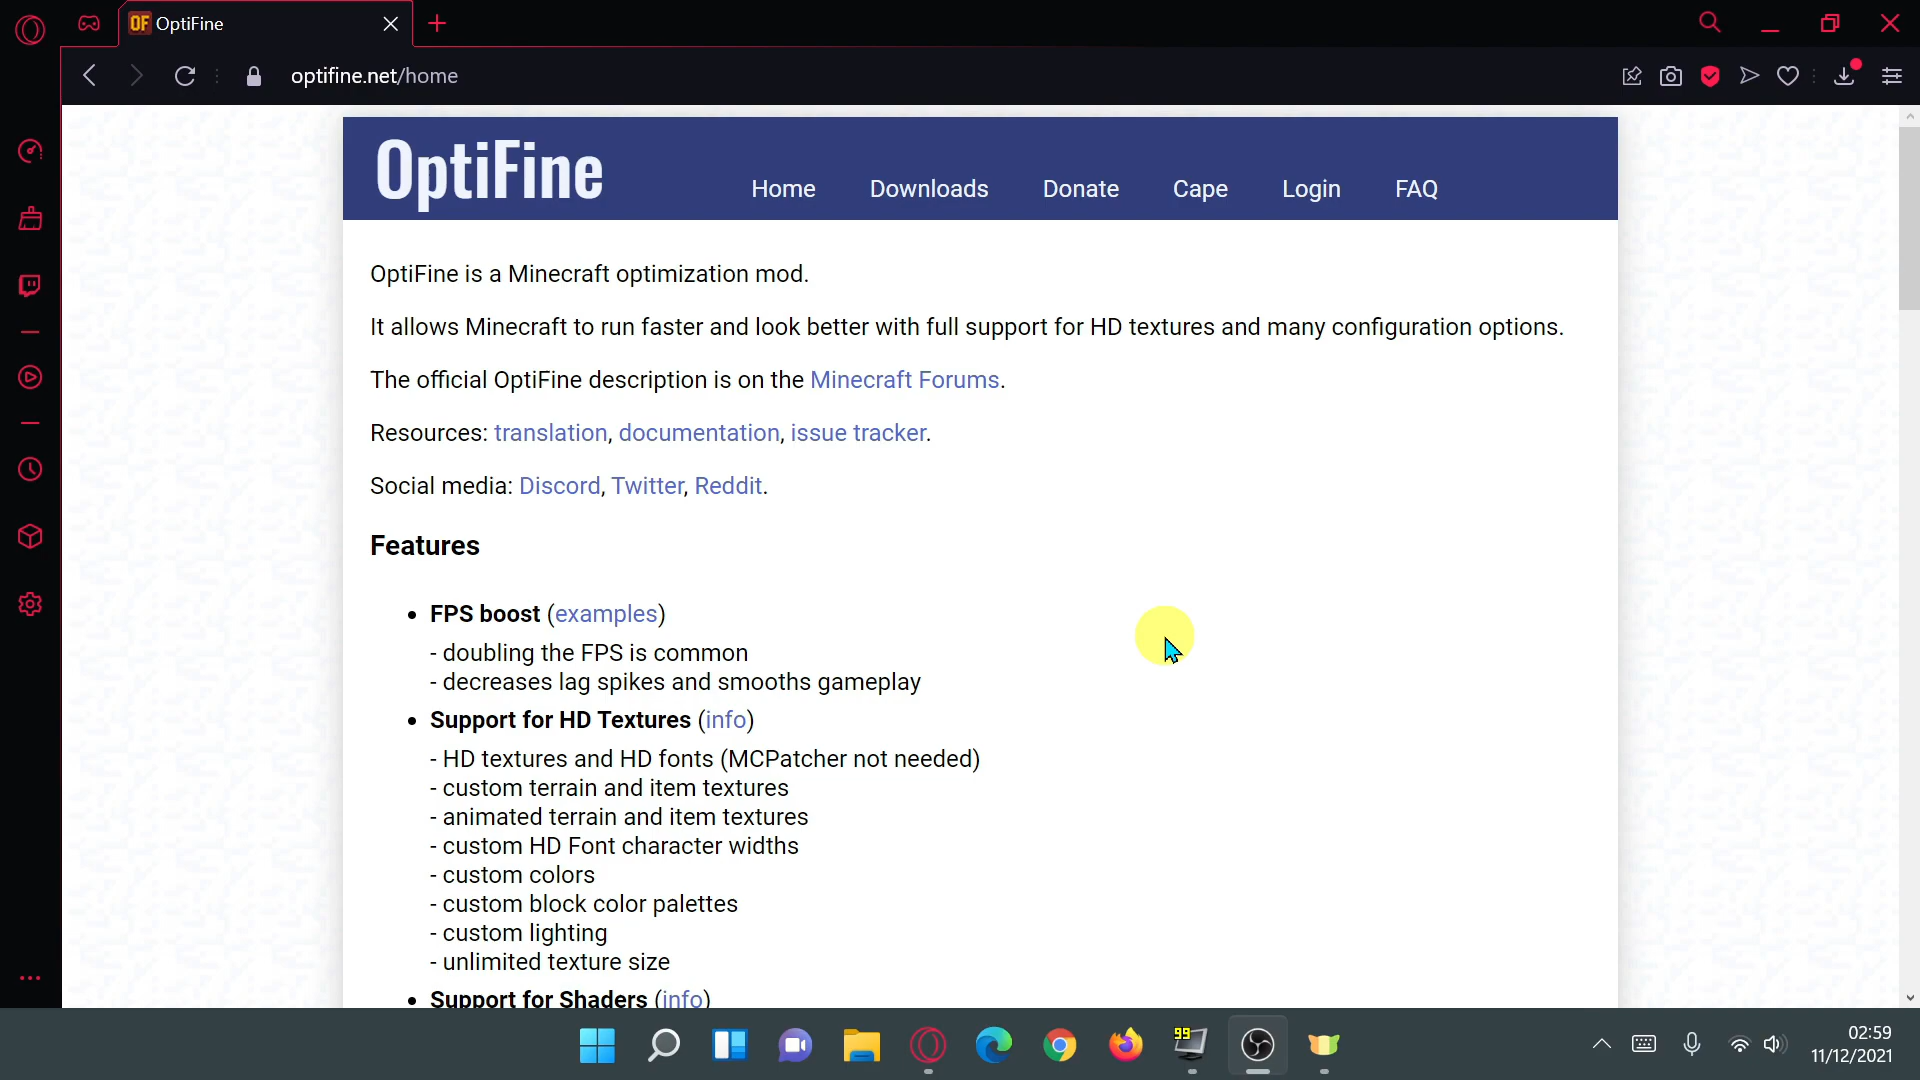 OF OptiFine
optifine.net/home
OptiFine
Home Downloads Donate Cape Login FAQ
OptiFine is a Minecraft optimization mod.
It allows Minecraft to run faster and look better with full support for HD textures and many configuration options.
The official OptiFine description is on the Minecraft Forums.
Resources: translation, documentation, issue tracker.
Social media: Discord, Twitter, Reddit.
Features
• FPS boost (examples)
- doubling the FPS is common
- decreases lag spikes and smooths gameplay
• Support for HD Textures (info)
- HD textures and HD fonts (MCPatcher not needed)
- custom terrain and item textures
- animated terrain and item textures
- custom HD Font character widths
- custom colors
- custom block color palettes
- custom lighting
- unlimited texture size
• Support for Shaders (info)
99
02:59
11/12/2021